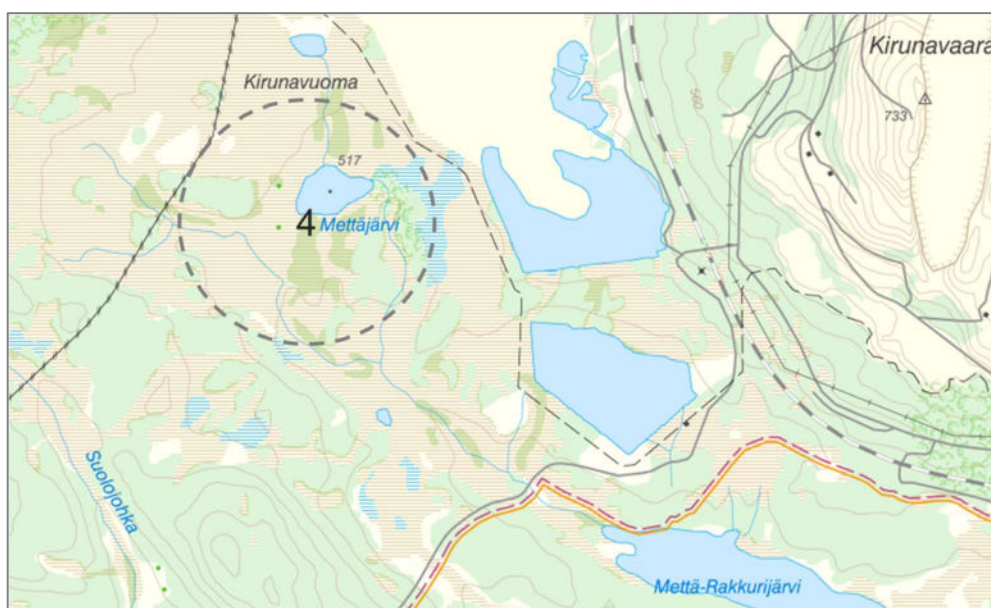 Kirunavaara
Kirunavuoma
560
733
517
4 Mettäjärvi
Suolojohka
Mettä-Rakkurijärvi